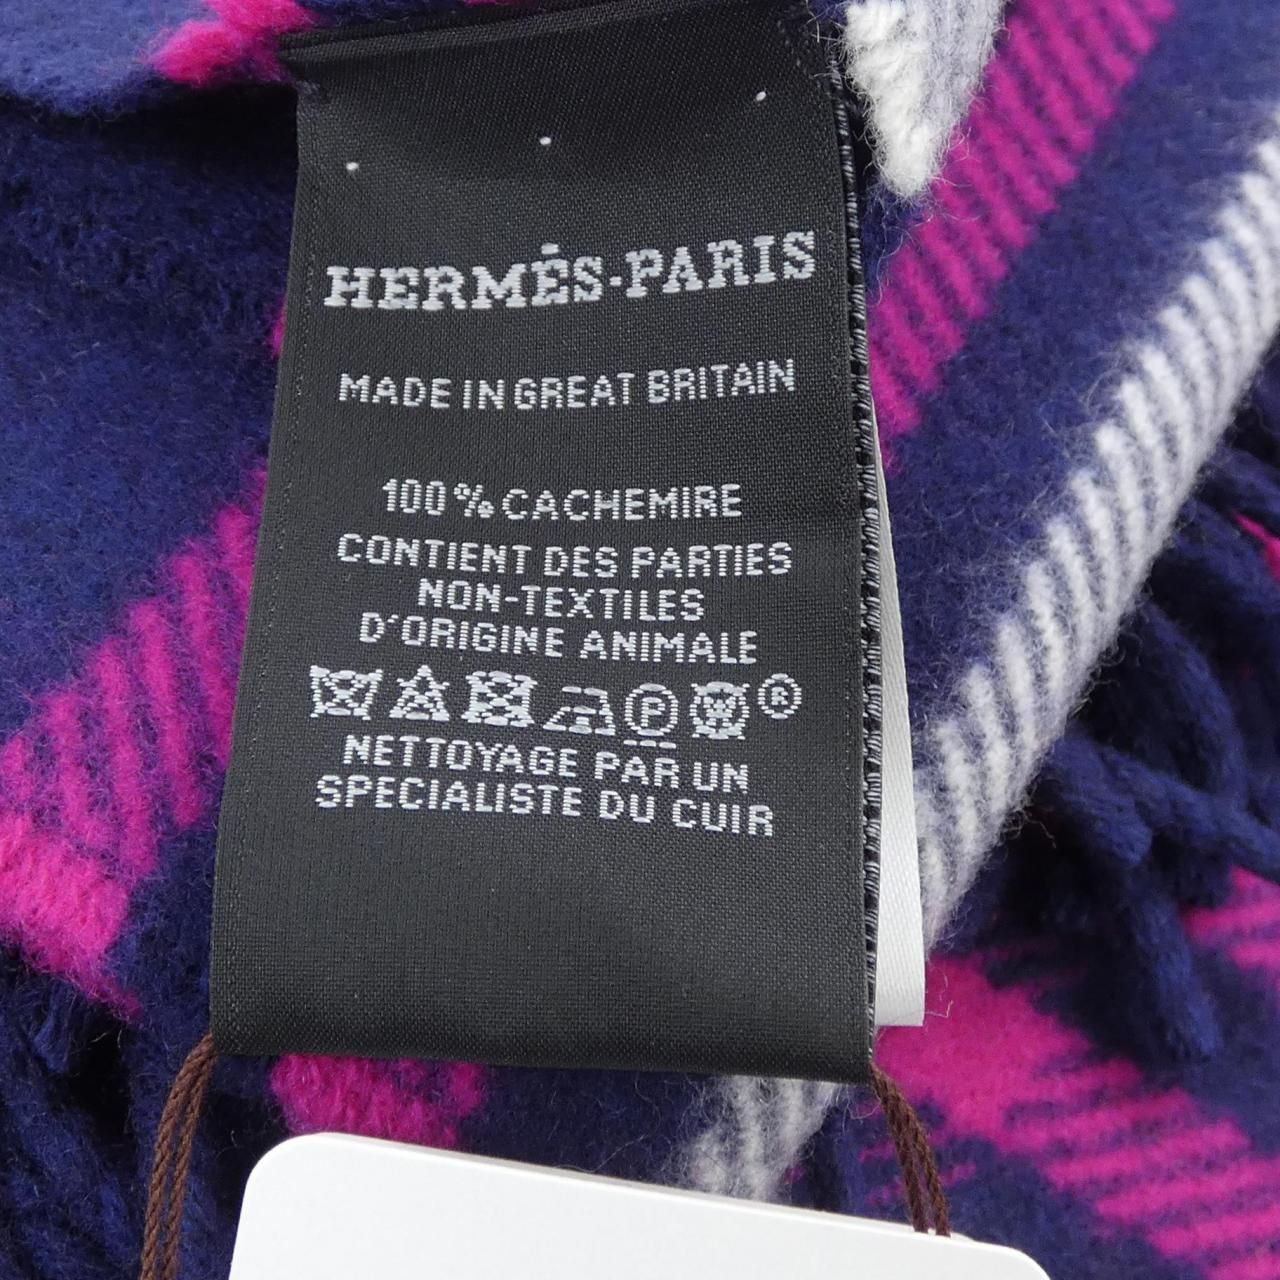 HERMÈS-PARIS
MADE IN GREAT BRITAIN
100% CACHEMIRE
CONTIENT DES PARTIES
NON-TEXTILES
D'ORIGINE ANIMALE
P ®
NETTOYAGE PAR UN
SPECIALISTE DU CUIR